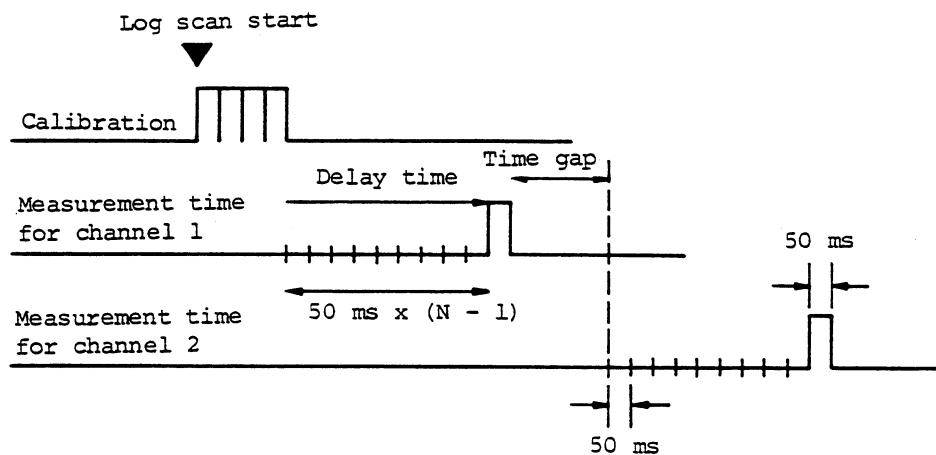 Log scan start
Calibration
Time gap
Delay time
Measurement time
for channel 1
50 ms
50 ms x (N - 1)
Measurement time
for channel 2
50 ms